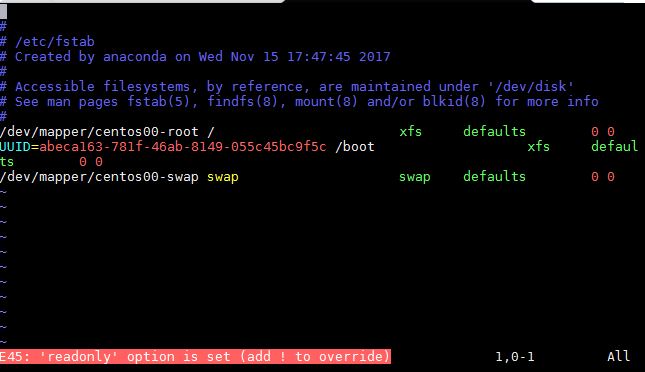 #
# /etc/fstab
# Created by anaconda on Wed Nov 15 17:47:45 2017
#
# Accessible filesystems, by reference, are maintained under '/dev/disk'
# See man pages fstab(5), findfs(8), mount(8) and/or blkid(8) for more info
#
/dev/mapper/centos00-root / xfs defaults 0 0
UUID=abeca163-781f-46ab-8149-055c45bc9f5c /boot xfs defaul
ts 0 0
/dev/mapper/centos00-swap swap swap defaults 0 0
~
~
~
~
~
~
~
~
~
~
~
E45: 'readonly' option is set (add ! to override) 1,0-1 All